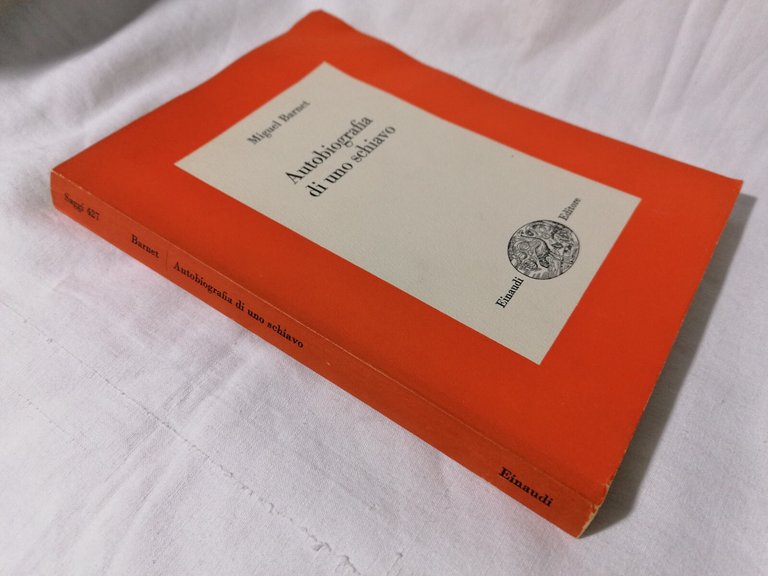 Miguel Barnet
Autobiografia
di uno schiavo
Einaudi Editore
Saggi 427
Barnet Autobiografia di uno schiavo
Einaudi